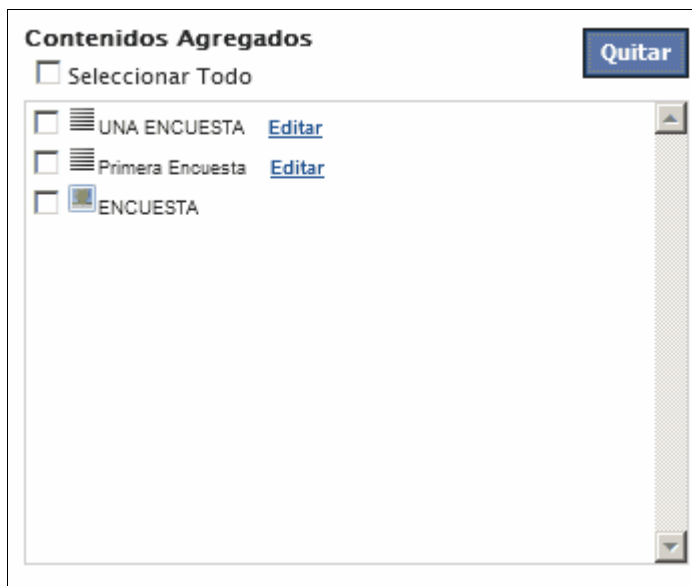 Contenidos Agregados
Quitar
Seleccionar Todo
UNA ENCUESTA Editar
Primera Encuesta Editar
ENCUESTA